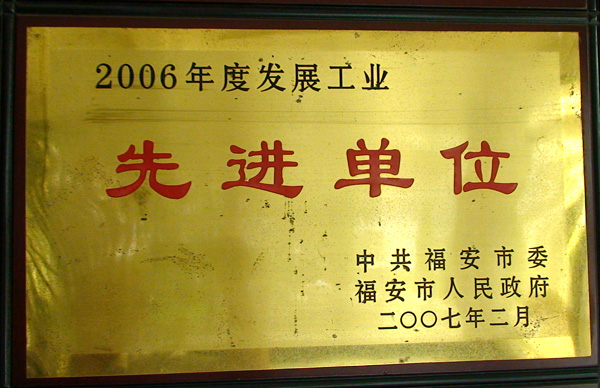 2006年度发展工业
先进单位
中共福安市委
福安市人民政府
二〇〇七年二月